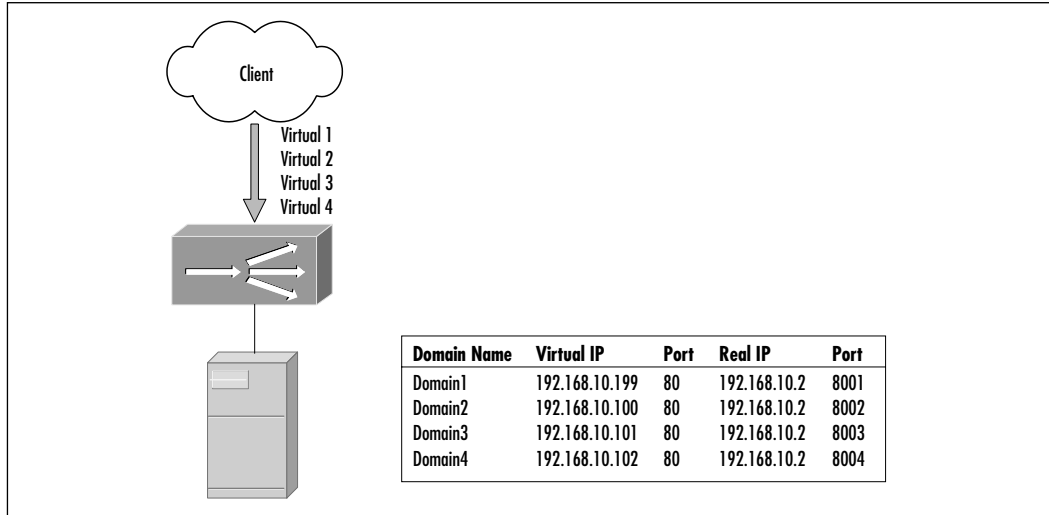 Client
Virtual 1
Virtual 2
Virtual 3
Virtual 4
Domain Name Virtual IP Port Real IP Port
Domain1 192.168.10.199 80 192.168.10.2 8001
Domain2 192.168.10.100 80 192.168.10.2 8002
Domain3 192.168.10.101 80 192.168.10.2 8003
Domain4 192.168.10.102 80 192.168.10.2 8004